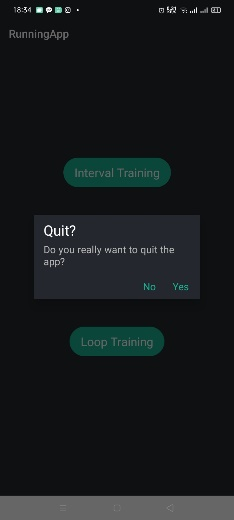 18:34
RunningApp
Interval Training
Quit?
Do you really want to quit the
app?
No Yes
Loop Training